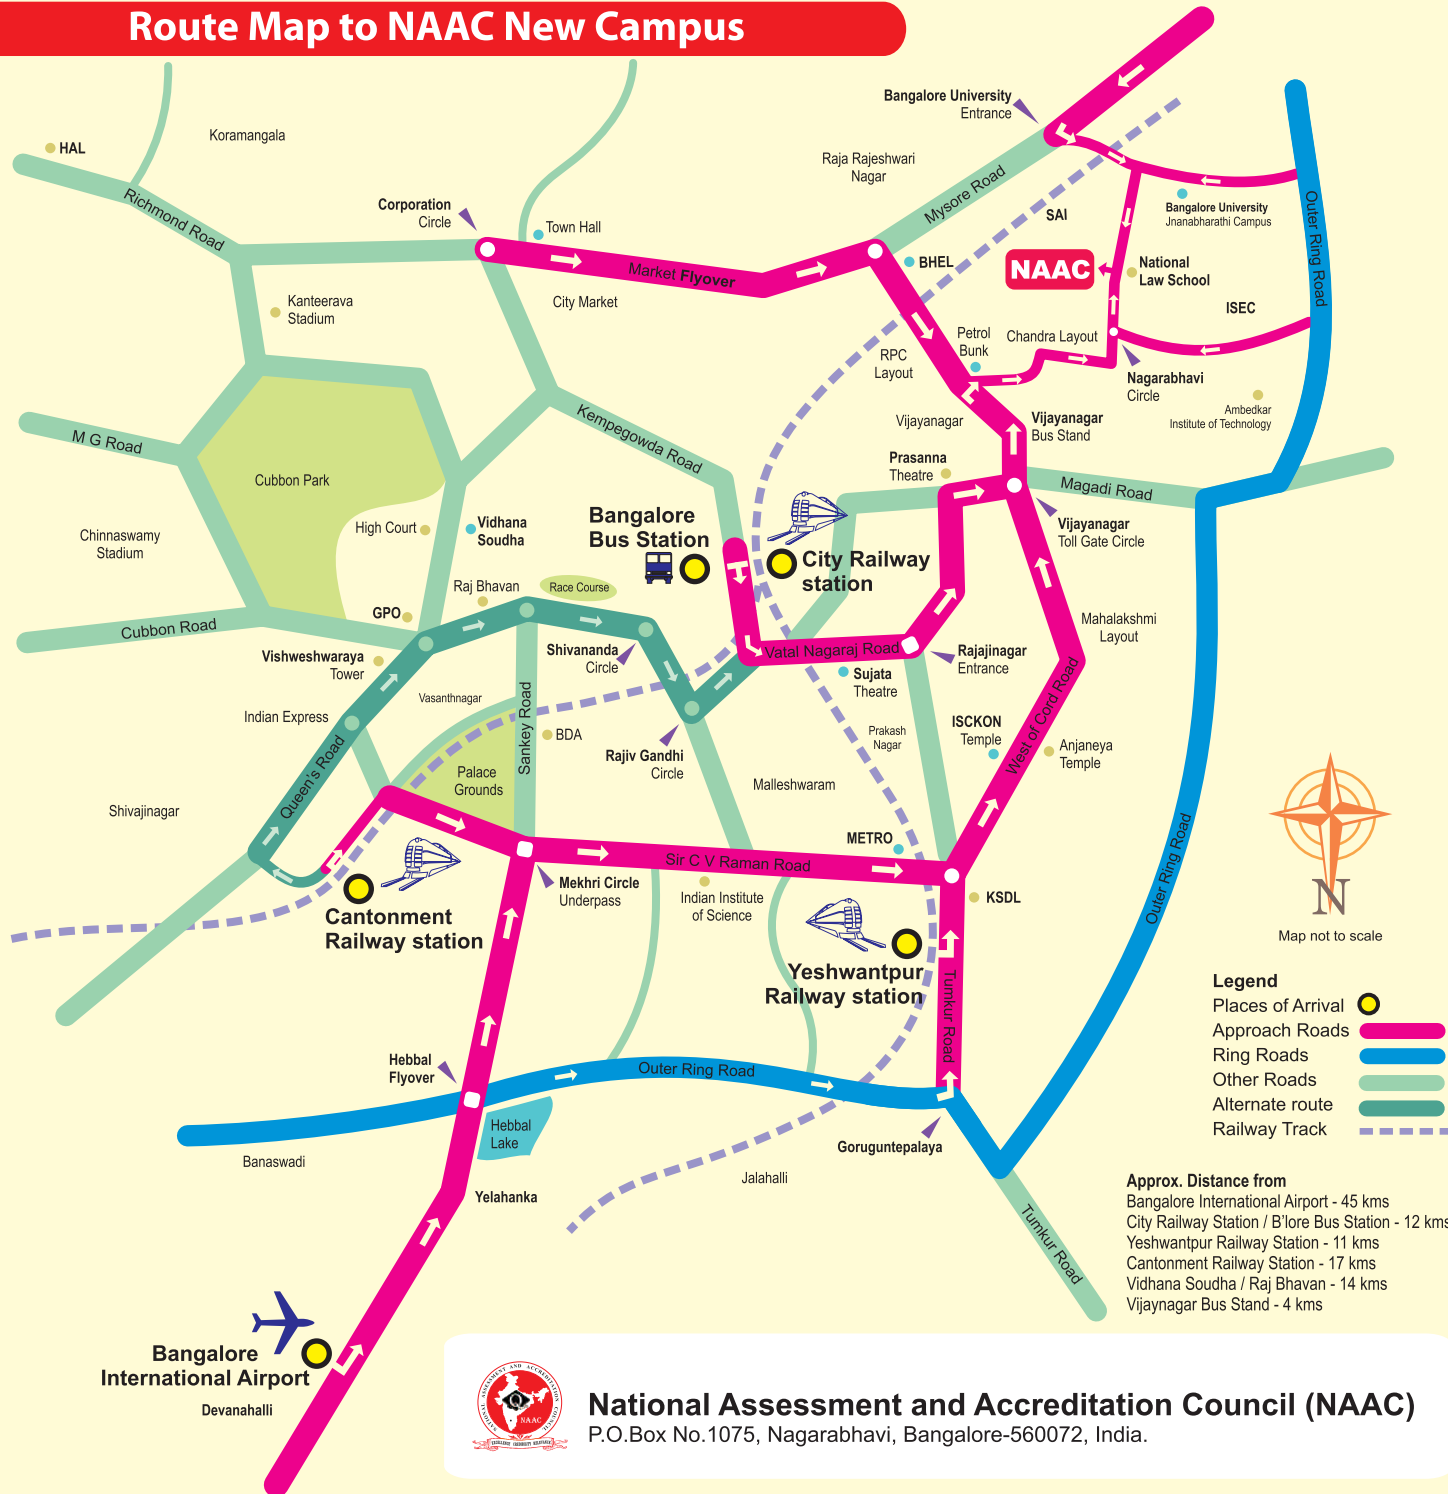 Route Map to NAAC New Campus
Bangalore University
Entrance
HAL
Koramangala
Raja Rajeshwari
Nagar
Mysore Road
SAI
Bangalore University
Jnanabharathi Campus
Outer Ring Road
Richmond Road
Corporation
Circle
Town Hall
Market Flyover
City Market
BHEL
NAAC
National
Law School
ISEC
Kanteerava
Stadium
Petrol
Bunk
Chandra Layout
RPC
Layout
Nagarabhavi
Circle
Ambedkar
Institute of Technology
Vijayanagar
Vijayanagar
Bus Stand
M G Road
Kempegowda Road
Cubbon Park
Prasanna
Theatre
Magadi Road
Chinnaswamy
Stadium
High Court
Vidhana
Soudha
Bangalore
Bus Station
City Railway
station
Vijayanagar
Toll Gate Circle
Raj Bhavan
Race Course
GPO
Cubbon Road
Mahalakshmi
Layout
Vishweshwaraya
Tower
Shivananda
Circle
Vatal Nagaraj Road
Rajajinagar
Entrance
Sujata
Theatre
Vasanthnagar
Indian Express
Sankey Road
BDA
Prakash
Nagar
ISCKON
Temple
West of Cord Road
Anjaneya
Temple
Rajiv Gandhi
Circle
Queen's Road
Palace
Grounds
Malleshwaram
Shivajinagar
METRO
Sir C V Raman Road
Mekhri Circle
Underpass
Indian Institute
of Science
KSDL
Outer Ring Road
N
Map not to scale
Cantonment
Railway station
Yeshwantpur
Railway station
Tumkur Road
Legend
Places of Arrival
Approach Roads
Ring Roads
Other Roads
Alternate route
Railway Track
Hebbal
Flyover
Outer Ring Road
Hebbal
Lake
Banaswadi
Goruguntepalaya
Jalahalli
Yelahanka
Tumkur Road
Approx. Distance from
Bangalore International Airport - 45 kms
City Railway Station / B'lore Bus Station - 12 kms
Yeshwantpur Railway Station - 11 kms
Cantonment Railway Station - 17 kms
Vidhana Soudha / Raj Bhavan - 14 kms
Vijaynagar Bus Stand - 4 kms
Bangalore
International Airport
Devanahalli
NATIONAL ASSESSMENT AND ACCREDITATION COUNCIL
NAAC
National Assessment and Accreditation Council (NAAC)
P.O.Box No.1075, Nagarabhavi, Bangalore-560072, India.